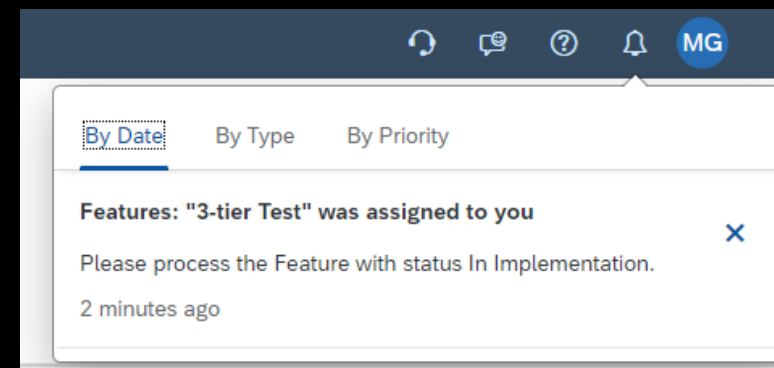 MG
By Date By Type By Priority
Features: "3-tier Test" was assigned to you
Please process the Feature with status In Implementation.
2 minutes ago